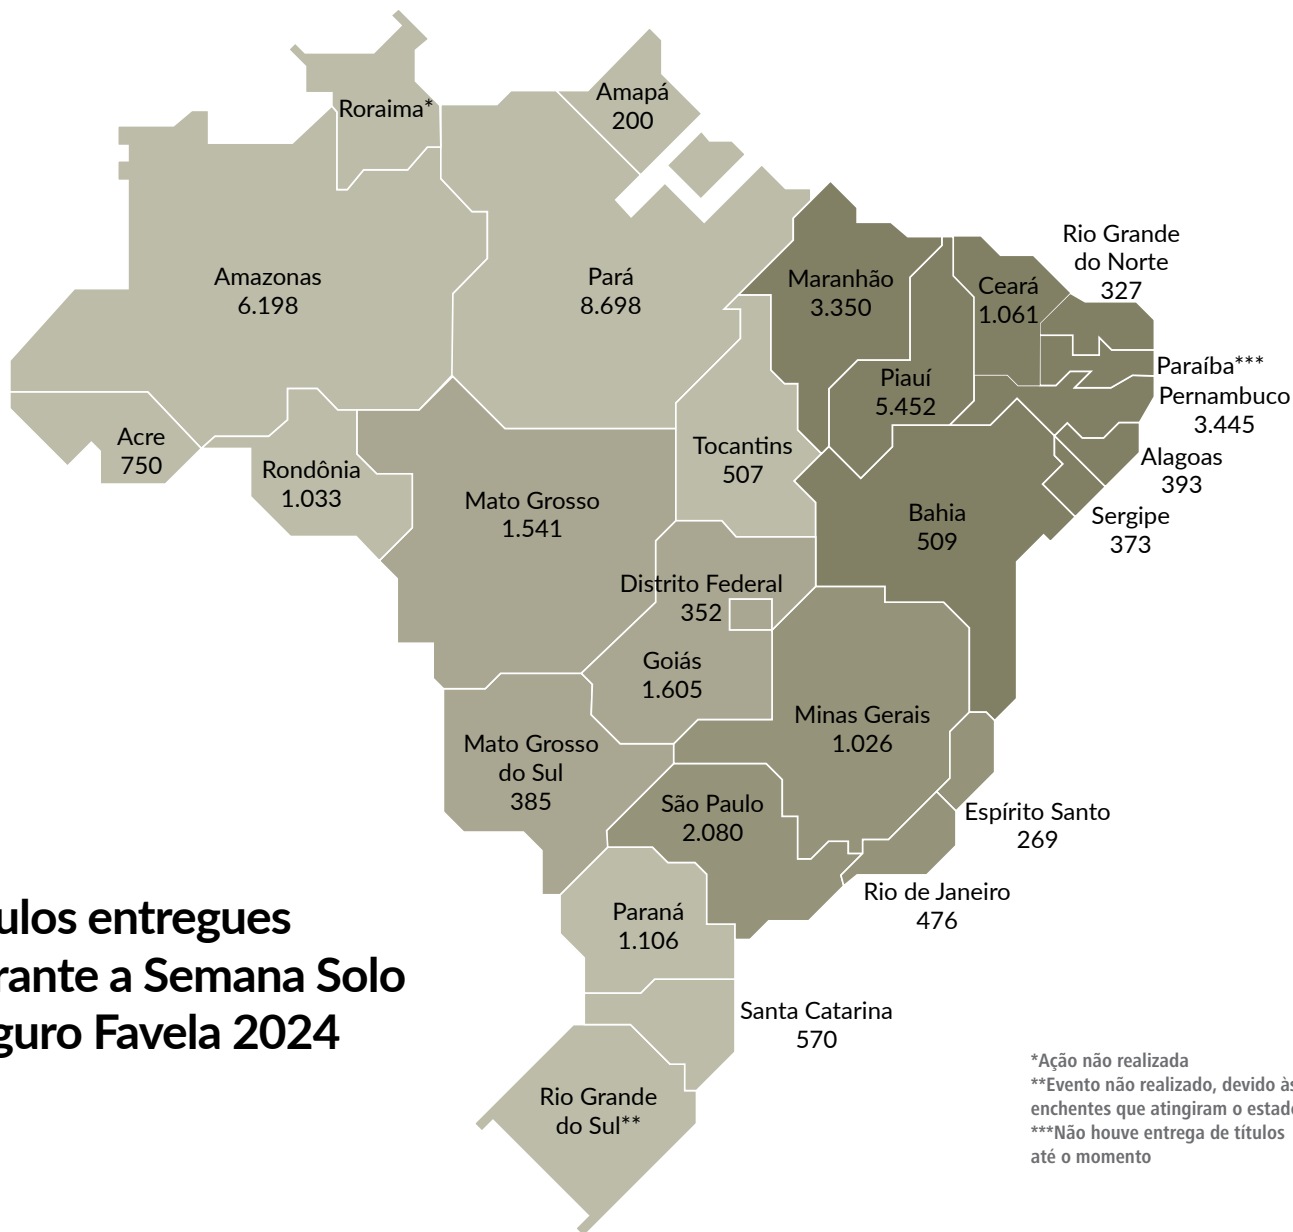 Roraima*
Amapá
200
Amazonas
6.198
Pará
8.698
Maranhão
3.350
Ceará
1.061
Rio Grande
do Norte
327
Piauí
5.452
Paraíba***
Pernambuco
3.445
Alagoas
393
Sergipe
373
Acre
750
Rondônia
1.033
Mato Grosso
1.541
Tocantins
507
Bahia
509
Distrito Federal
352
Goiás
1.605
Minas Gerais
1.026
Mato Grosso
do Sul
385
São Paulo
2.080
Espírito Santo
269
Rio de Janeiro
476
Paraná
1.106
Santa Catarina
570
Rio Grande
do Sul**
ulos entregues
rante a Semana Solo
guro Favela 2024
*Ação não realizada
**Evento não realizado, devido às
enchentes que atingiram o estado
***Não houve entrega de títulos
até o momento